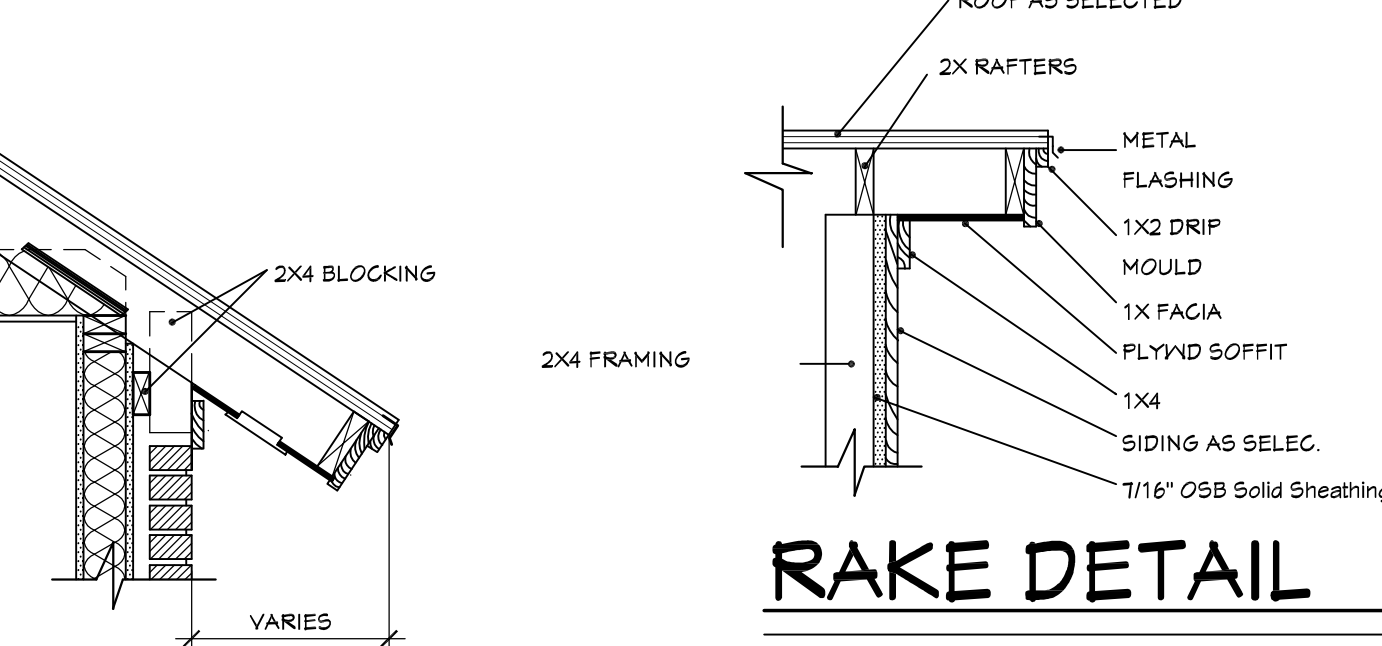 ROOF AS SELECTED
2X RAFTERS
METAL
FLASHING
1X2 DRIP
MOULD
1X FACIA
PLYWD SOFFIT
1X4
SIDING AS SELEC.
7/16" OSB Solid Sheathing
2X4 BLOCKING
2X4 FRAMING
VARIES
RAKE DETAIL